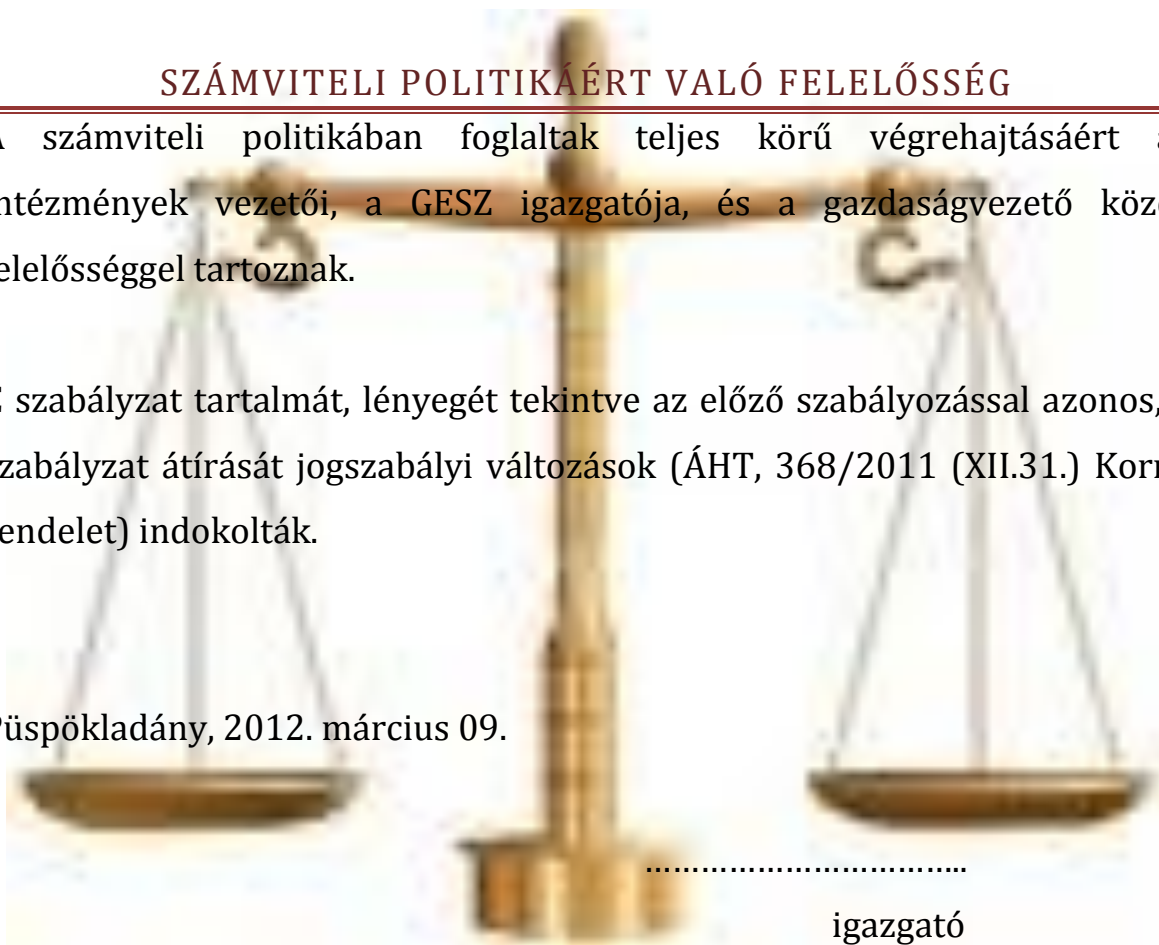 SZÁMVITELI POLITIKÁÉRT VALÓ FELELŐSSÉG
A számviteli politikában foglaltak teljes körű végrehajtásáért a
ntézmények vezetői, a GESZ igazgatója, és a gazdaságvezető köz
elelősséggel tartoznak.
E szabályzat tartalmát, lényegét tekintve az előző szabályozással azonos,
zabályzat átírását jogszabályi változások (ÁHT, 368/2011 (XII.31.) Korm
endelet) indokolták.
Püspökladány, 2012. március 09.
…………………………..
igazgató